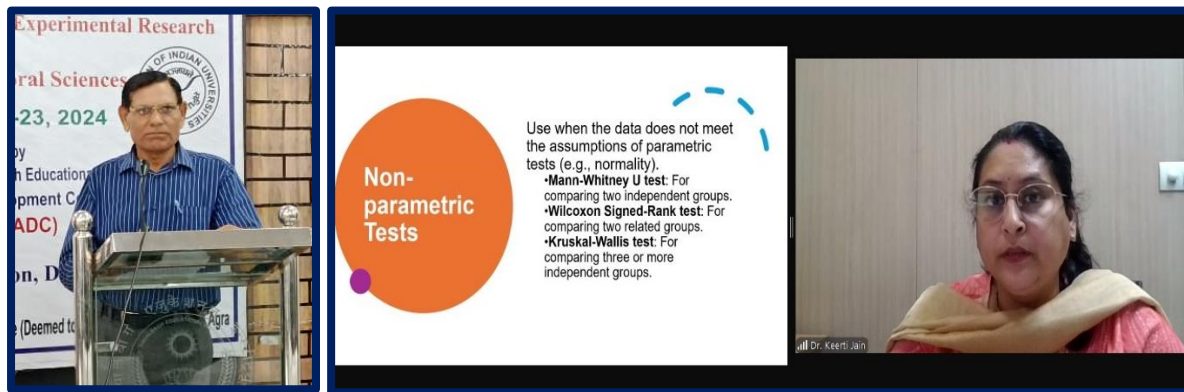 Experimental Research
oral Sciences
N OF INDIAN UNIVERSITIES
-23, 2024
by
h Educationa
opment C
ADC)
on, D
e (Deemed to
Agra
Non-
parametric
Tests
Use when the data does not meet
the assumptions of parametric
tests (e.g., normality).
•Mann-Whitney U test: For
comparing two independent groups.
•Wilcoxon Signed-Rank test: For
comparing two related groups.
•Kruskal-Wallis test: For
comparing three or more
independent groups.
Dr. Keerti Jain